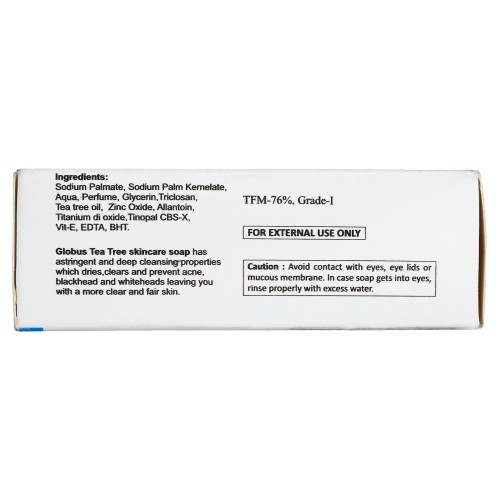 Ingredients:
Sodium Palmate, Sodium Palm Kernelate,
Aqua, Perfume, Glycerin,Triclosan,
Tea tree oil, Zinc Oxide, Allantoin,
Titanium di oxide,Tinopal CBS-X,
Vit-E, EDTA, BHT.
Globus Tea Tree skincare soap has
astringent and deep cleansing properties
which dries,clears and prevent acne,
blackhead and whiteheads leaving you
with a more clear and fair skin.
TFM-76%, Grade-I
FOR EXTERNAL USE ONLY
Caution : Avoid contact with eyes, eye lids or
mucous membrane. In case soap gets into eyes,
rinse properly with excess water.